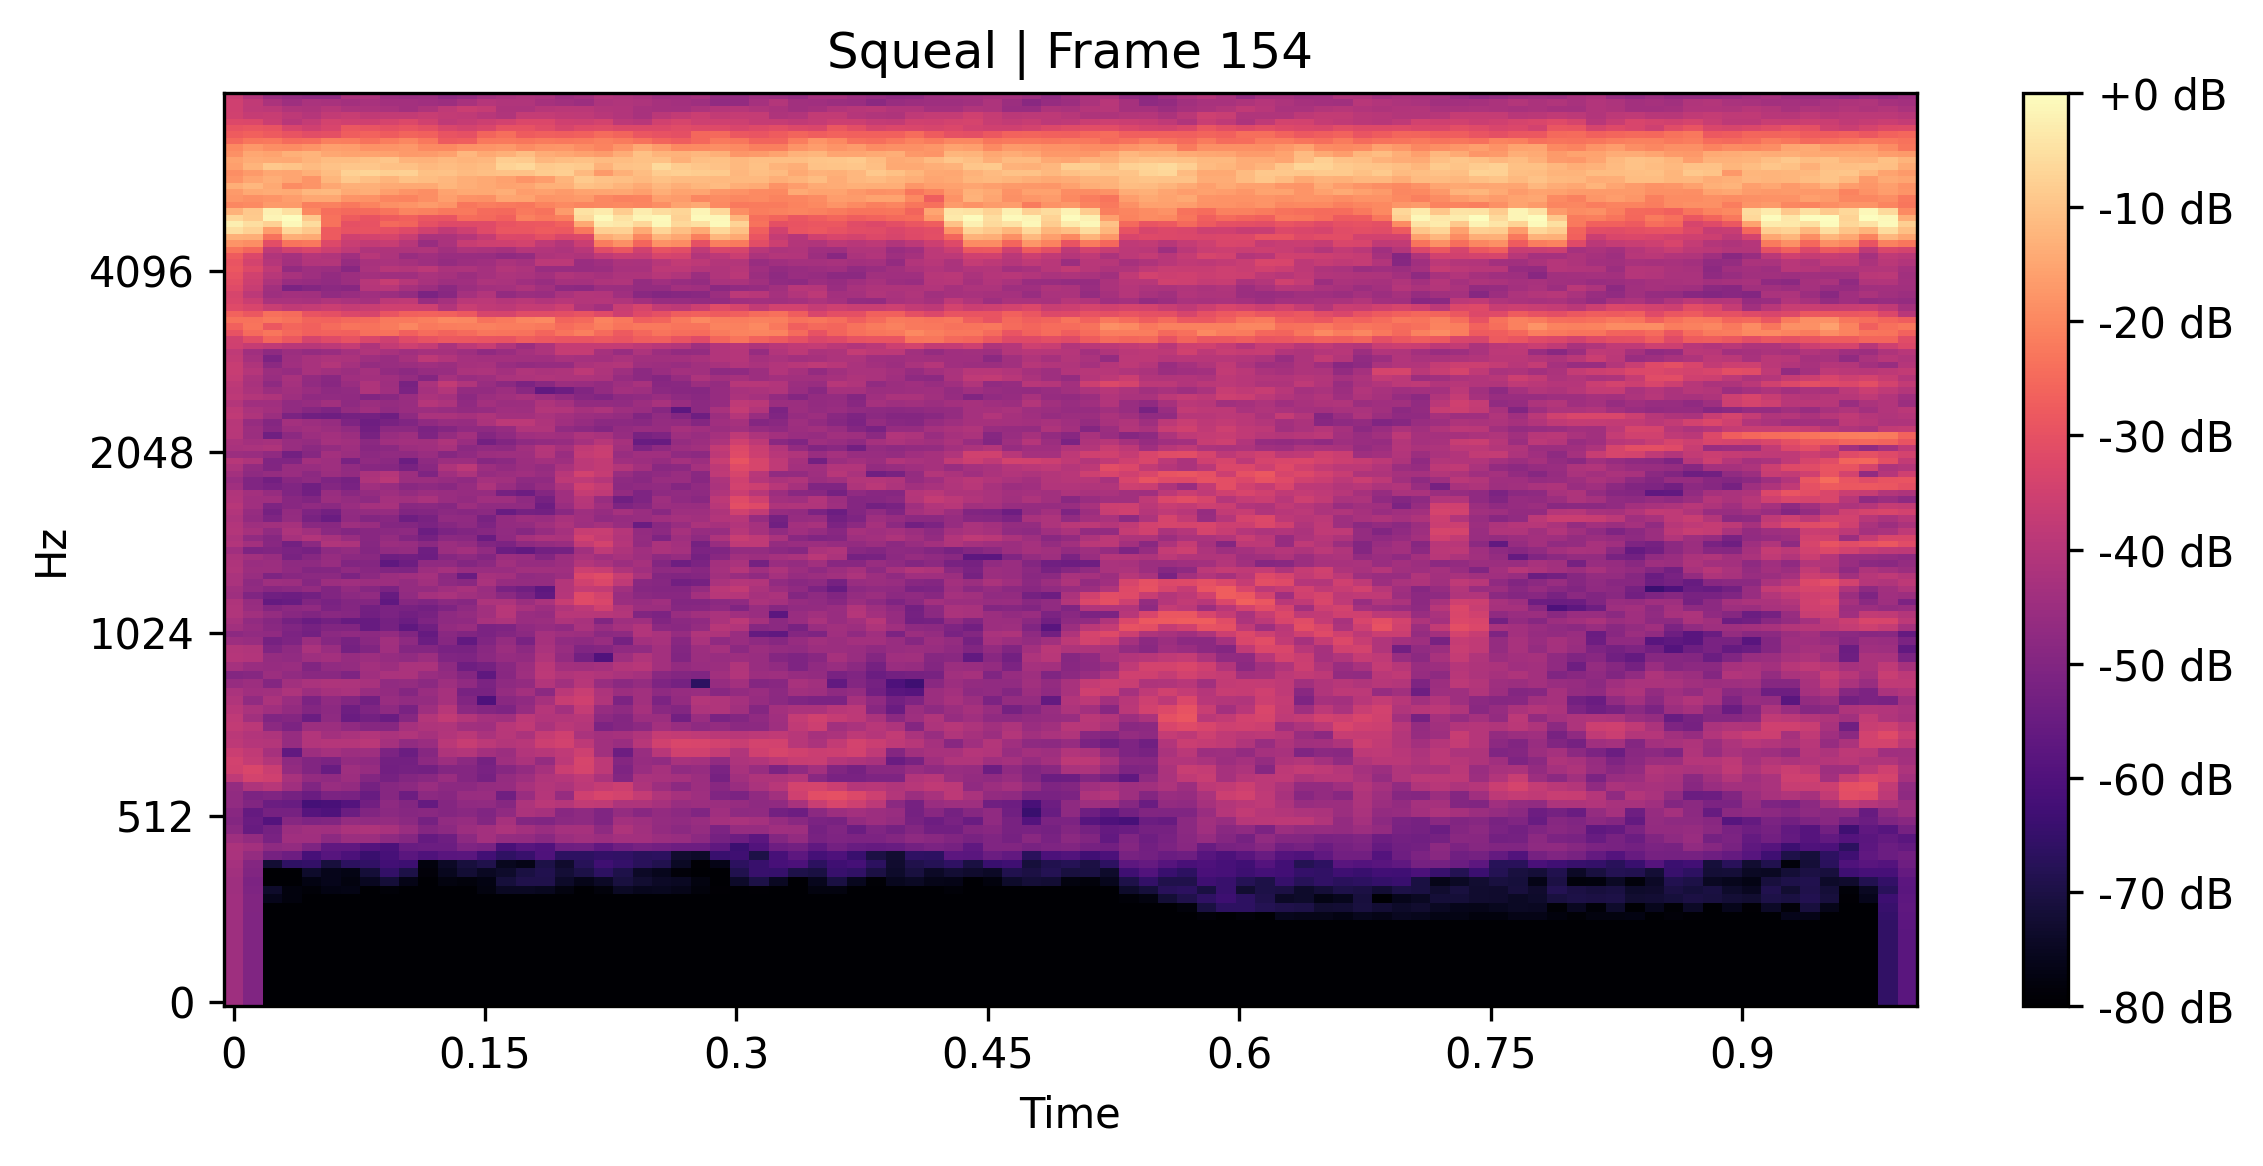 Squeal | Frame 154
+0 dB
-10 dB
-20 dB
-30 dB
-40 dB
-50 dB
-60 dB
-70 dB
-80 dB
Hz
4096
2048
1024
512
0
0 0.15 0.3 0.45 0.6 0.75 0.9
Time